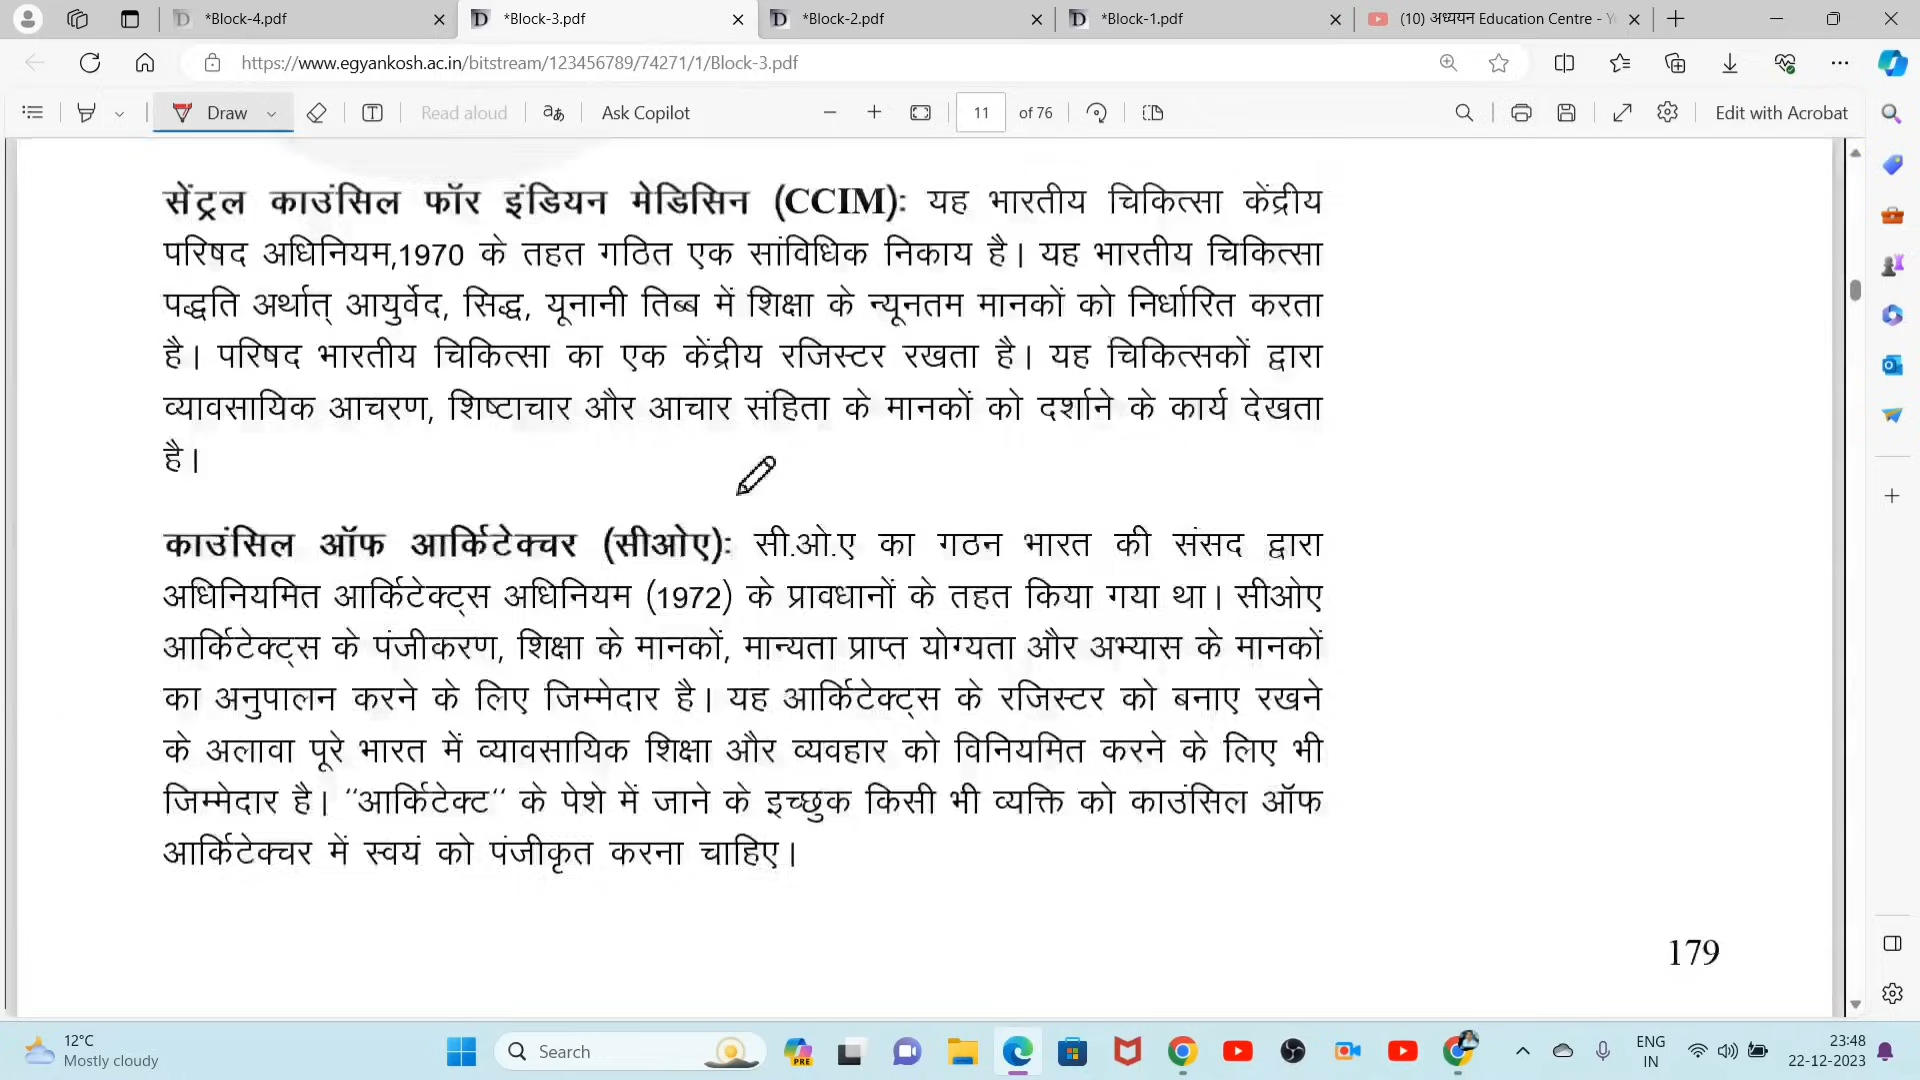 *Block-4.pdf
*Block-3.pdf
*Block-2.pdf
*Block-1.pdf
(10) अध्ययन Education Centre - Y
https://www.egyankosh.ac.in/bitstream/123456789/74271/1/Block-3.pdf
Draw
Read aloud
Ask Copilot
11 of 76
Edit with Acrobat
सेंट्रल काउंसिल फॉर इंडियन मेडिसिन (CCIM): यह भारतीय चिकित्सा केंद्रीय
परिषद अधिनियम,1970 के तहत गठित एक सांविधिक निकाय है। यह भारतीय चिकित्सा
पद्धति अर्थात् आयुर्वेद, सिद्ध, यूनानी तिब्ब में शिक्षा के न्यूनतम मानकों को निर्धारित करता
है। परिषद भारतीय चिकित्सा का एक केंद्रीय रजिस्टर रखता है। यह चिकित्सकों द्वारा
व्यावसायिक आचरण, शिष्टाचार और आचार संहिता के मानकों को दर्शाने के कार्य देखता
है।
काउंसिल ऑफ आर्किटेक्चर (सीओए): सी.ओ.ए का गठन भारत की संसद द्वारा
अधिनियमित आर्किटेक्ट्स अधिनियम (1972) के प्रावधानों के तहत किया गया था। सीओए
आर्किटेक्ट्स के पंजीकरण, शिक्षा के मानकों, मान्यता प्राप्त योग्यता और अभ्यास के मानकों
का अनुपालन करने के लिए जिम्मेदार है। यह आर्किटेक्ट्स के रजिस्टर को बनाए रखने
के अलावा पूरे भारत में व्यावसायिक शिक्षा और व्यवहार को विनियमित करने के लिए भी
जिम्मेदार है। ''आर्किटेक्ट'' के पेशे में जाने के इच्छुक किसी भी व्यक्ति को काउंसिल ऑफ
आर्किटेक्चर में स्वयं को पंजीकृत करना चाहिए।
179
12°C
Mostly cloudy
Search
PRE
ENG
IN
23:48
22-12-2023